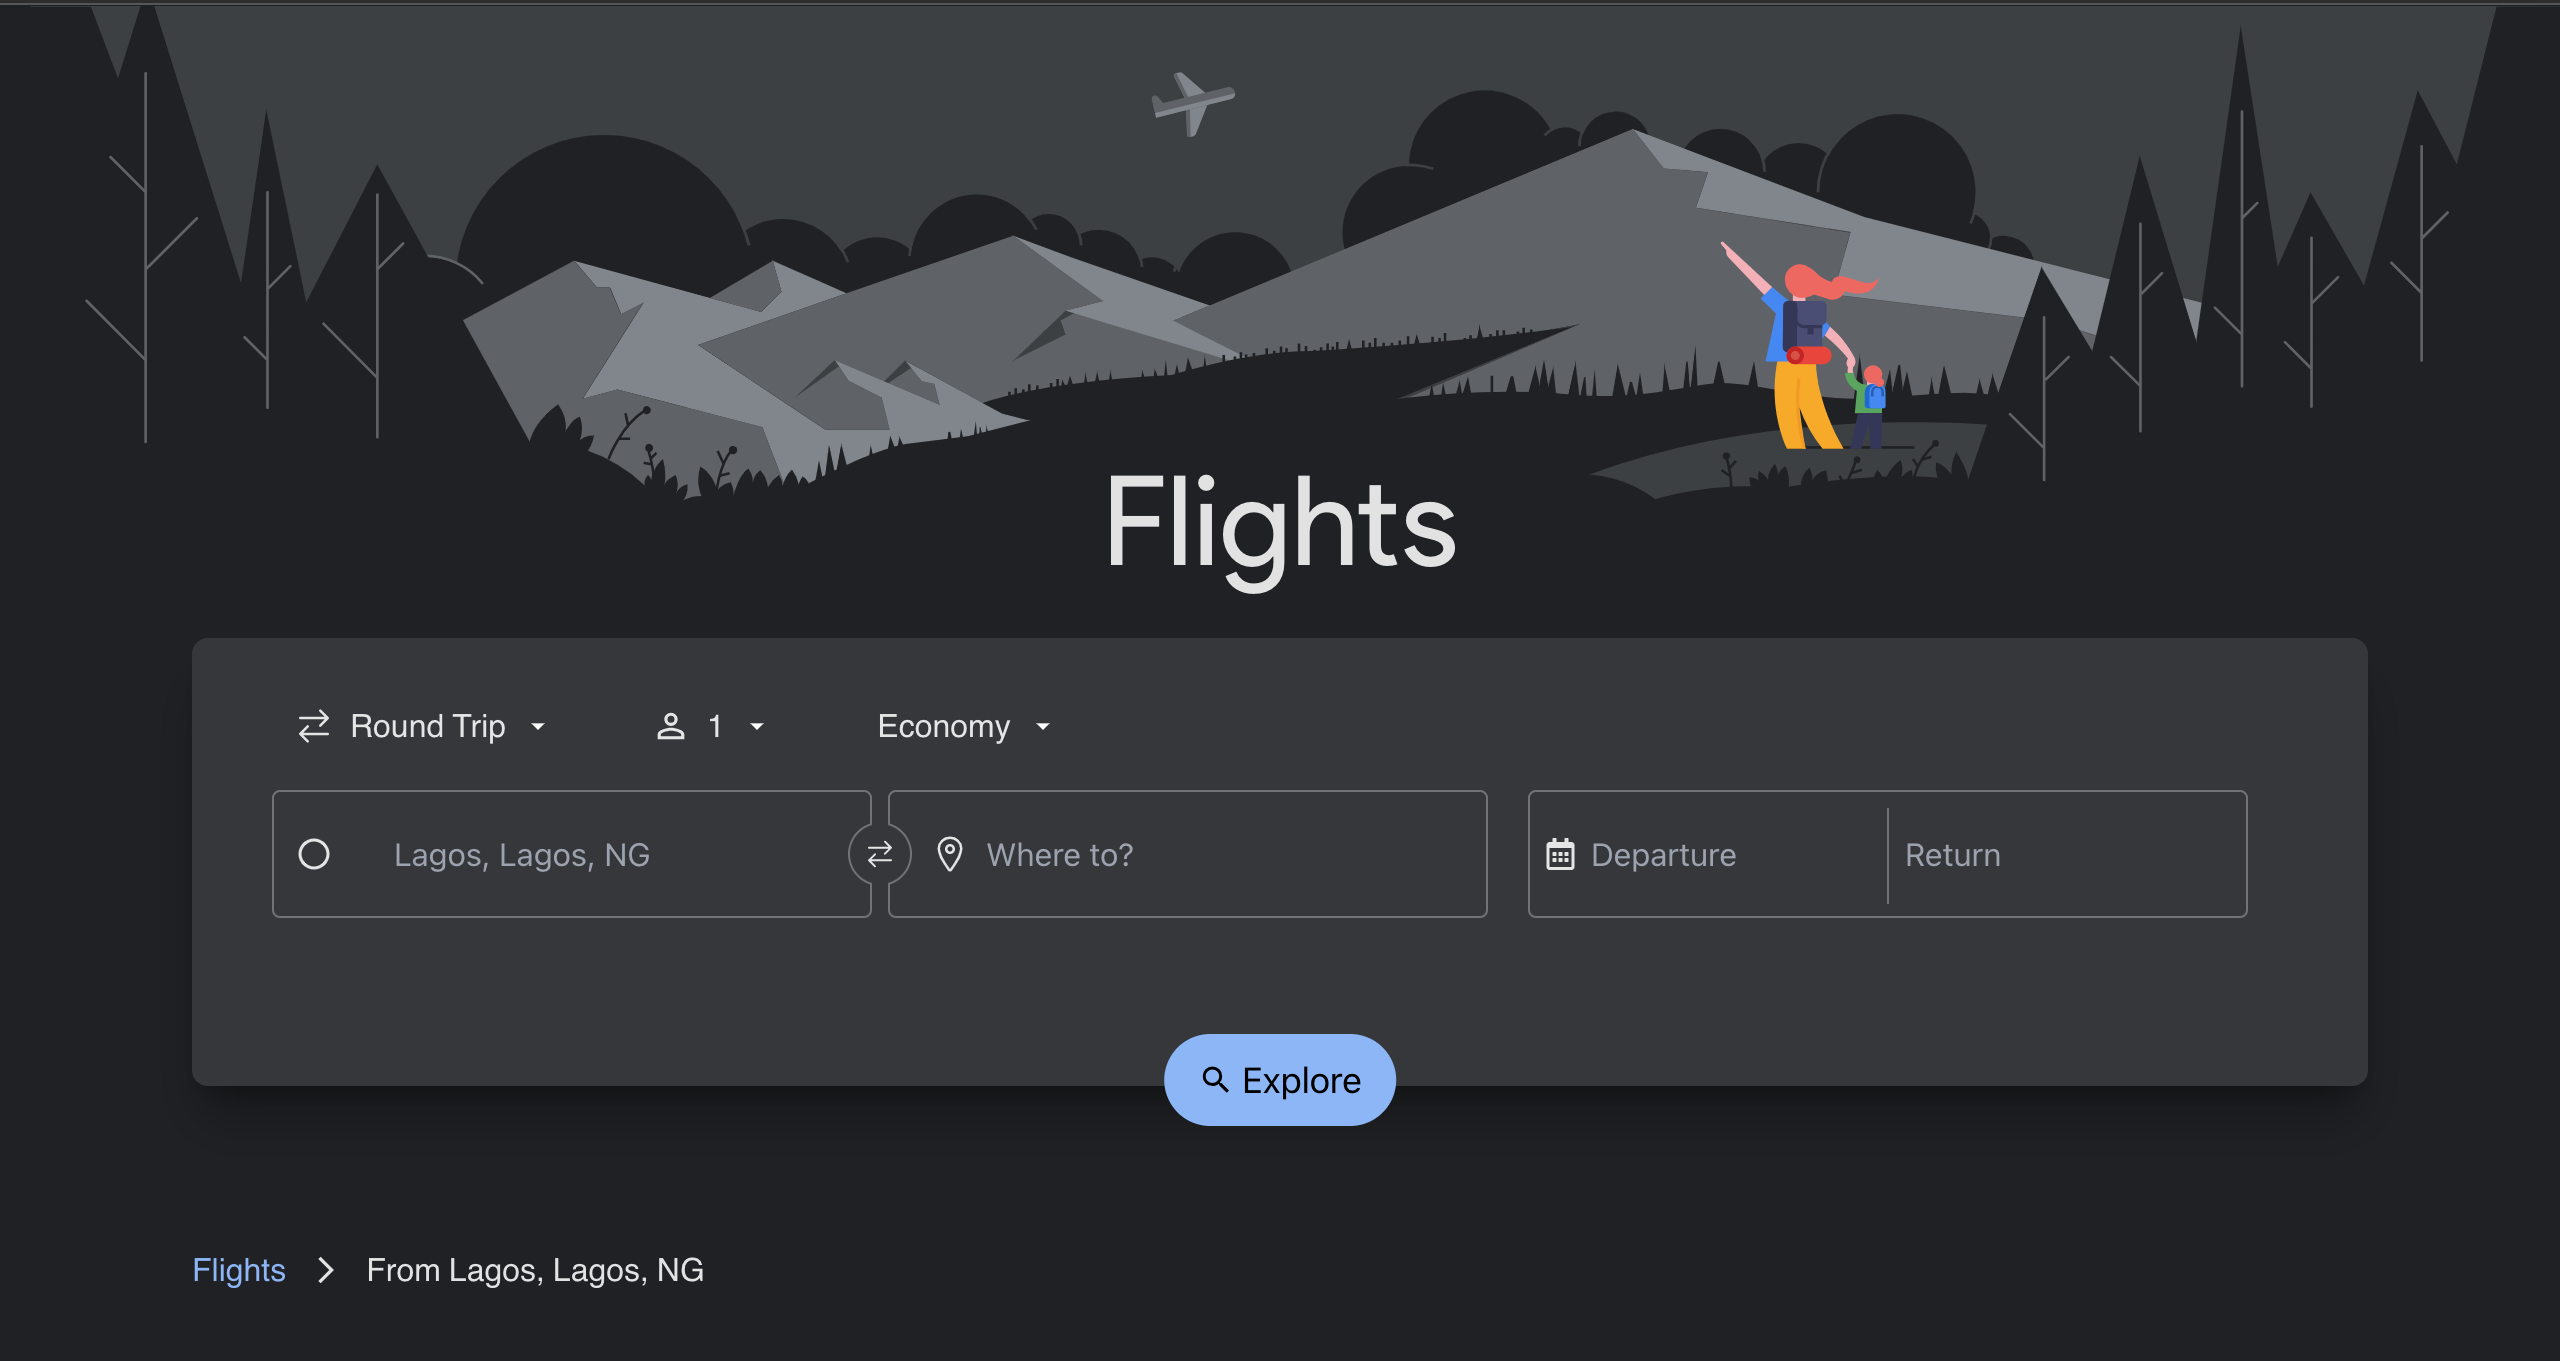 Flights
Round Trip 1 Economy
Lagos, Lagos, NG Where to? Departure Return
Explore
Flights From Lagos, Lagos, NG